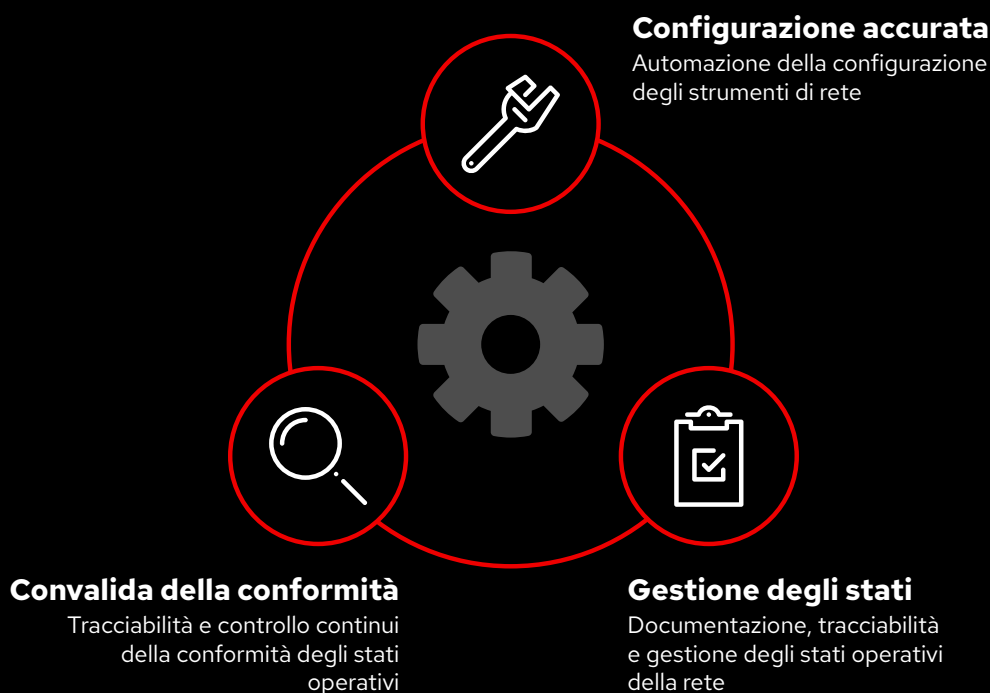 Configurazione accurata
Automazione della configurazione
degli strumenti di rete
Convalida della conformità
Tracciabilità e controllo continui
della conformità degli stati
operativi
Gestione degli stati
Documentazione, tracciabilità
e gestione degli stati operativi
della rete